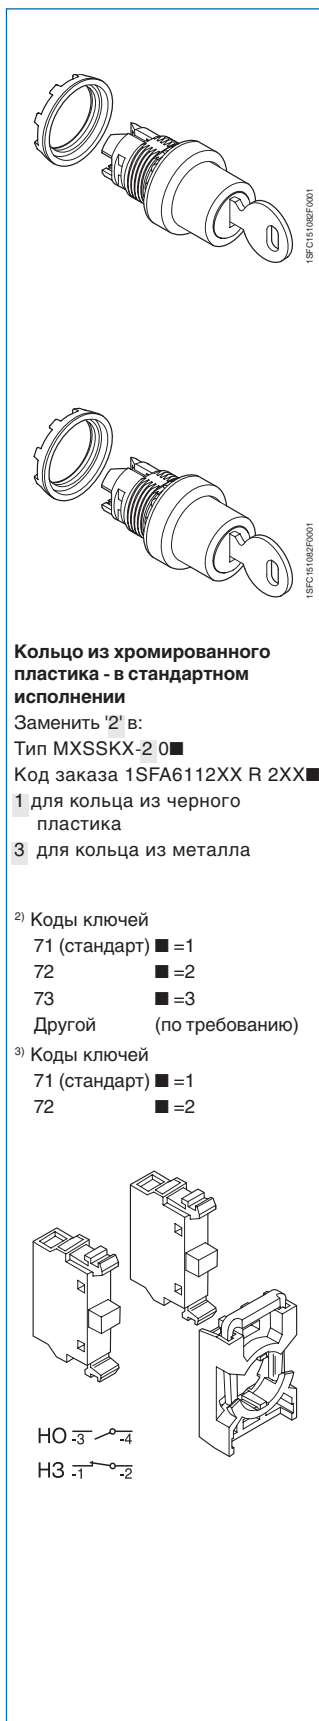 1SFC151082F0001
1SFC151082F0001
Кольцо из хромированного
пластика - в стандартном
исполнении
Заменить '2' в:
Тип MXSSKX-2 0■
Код заказа 1SFA6112XX R 2XX■
1 для кольца из черного
пластика
3 для кольца из металла
2) Коды ключей
71 (стандарт) ■ =1
72 ■ =2
73 ■ =3
Другой (по требованию)
3) Коды ключей
71 (стандарт) ■ =1
72 ■ =2
НО -3 -4
НЗ -1 -2